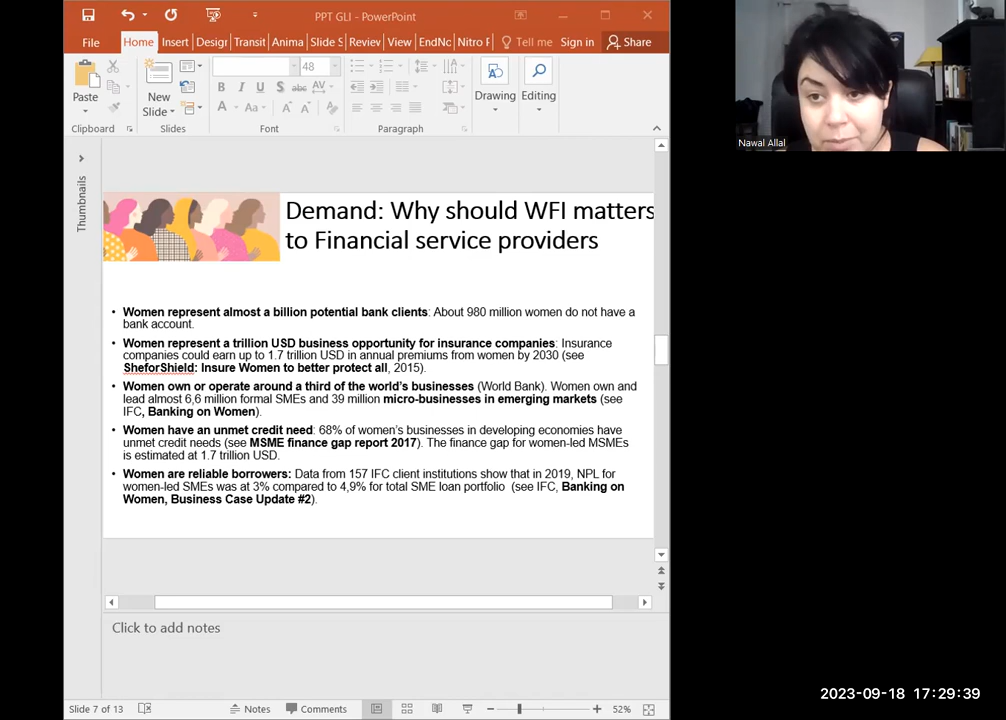 PPT GLI - PowerPoint
File Home Insert Design Transit Anima Slide S Review View EndNc Nitro F Tell me Sign in Share
48
Paste
New
Slide
Drawing
Editing
B I U S abc AV
A Aa A A
Clipboard Slides Font Paragraph
Thumbnails
Demand: Why should WFI matters
to Financial service providers
• Women represent almost a billion potential bank clients: About 980 million women do not have a
bank account.
• Women represent a trillion USD business opportunity for insurance companies: Insurance
companies could earn up to 1.7 trillion USD in annual premiums from women by 2030 (see
SheforShield: Insure Women to better protect all, 2015).
• Women own or operate around a third of the world's businesses (World Bank). Women own and
lead almost 6,6 million formal SMEs and 39 million micro-businesses in emerging markets (see
IFC, Banking on Women).
• Women have an unmet credit need: 68% of women's businesses in developing economies have
unmet credit needs (see MSME finance gap report 2017). The finance gap for women-led MSMEs
is estimated at 1.7 trillion USD.
• Women are reliable borrowers: Data from 157 IFC client institutions show that in 2019, NPL for
women-led SMEs was at 3% compared to 4,9% for total SME loan portfolio (see IFC, Banking on
Women, Business Case Update #2).
Click to add notes
Slide 7 of 13 Notes Comments 52%
Nawal Allal
2023-09-18 17:29:39